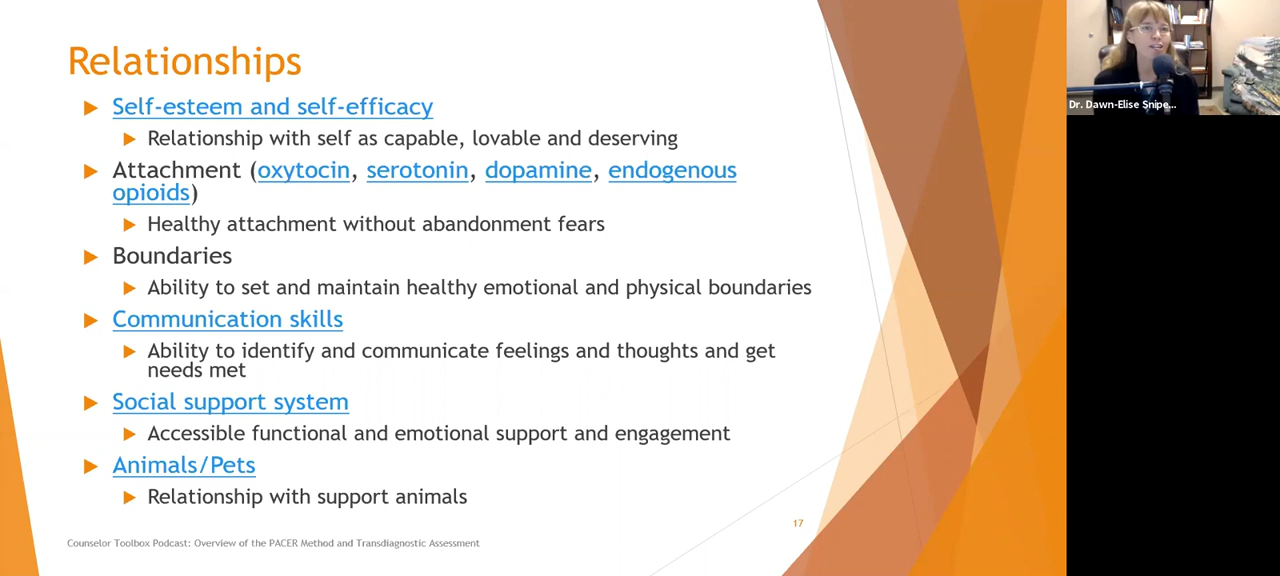 Relationships
Self-esteem and self-efficacy
Relationship with self as capable, lovable and deserving
Attachment (oxytocin, serotonin, dopamine, endogenous
opioids)
Healthy attachment without abandonment fears
Boundaries
Ability to set and maintain healthy emotional and physical boundaries
Communication skills
Ability to identify and communicate feelings and thoughts and get
needs met
Social support system
Accessible functional and emotional support and engagement
Animals/Pets
Relationship with support animals
17
Counselor Toolbox Podcast: Overview of the PACER Method and Transdiagnostic Assessment
Dr. Dawn-Elise Snipe...